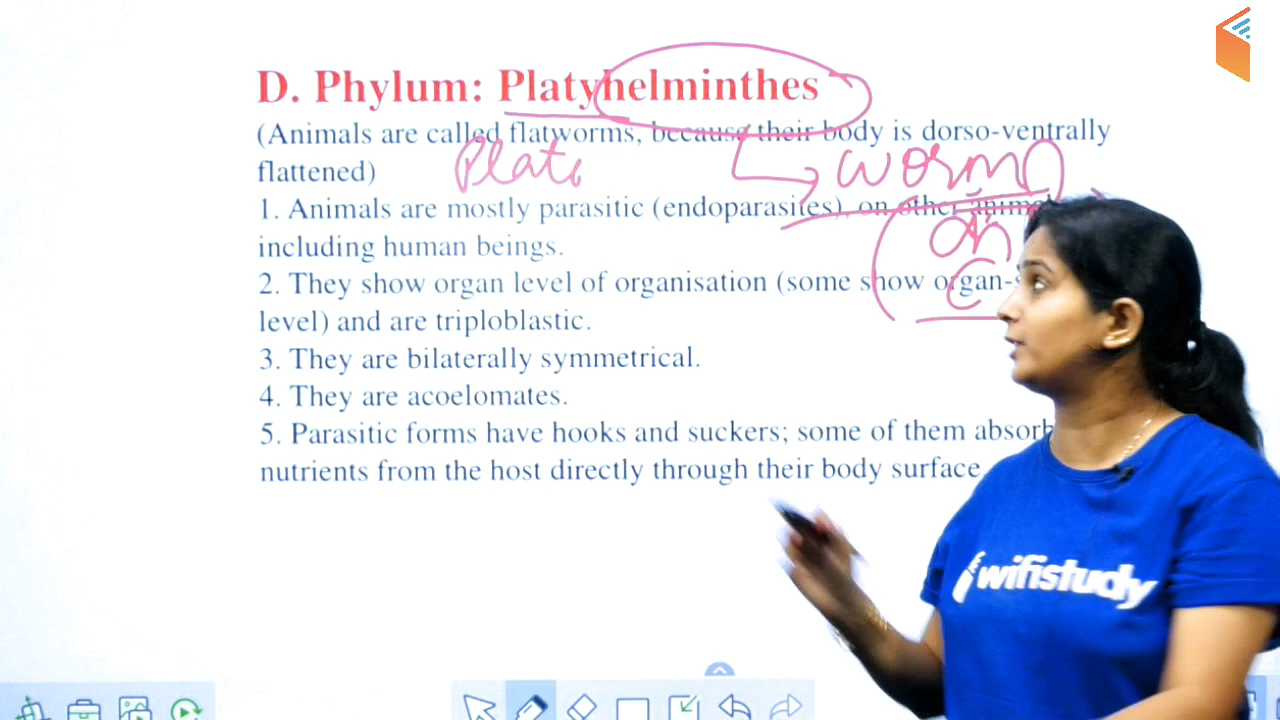 D. Phylum: Platyhelminthes
(Animals are called flatworms, because their body is dorso-ventrally
flattened)
Plat
worm
1. Animals are mostly parasitic (endoparasites), on other
including human beings.
2. They show organ level of organisation (some show organ-
level) and are triploblastic.
3. They are bilaterally symmetrical.
4. They are acoelomates.
5. Parasitic forms have hooks and suckers; some of them absorb
nutrients from the host directly through their body surface
wifistudy